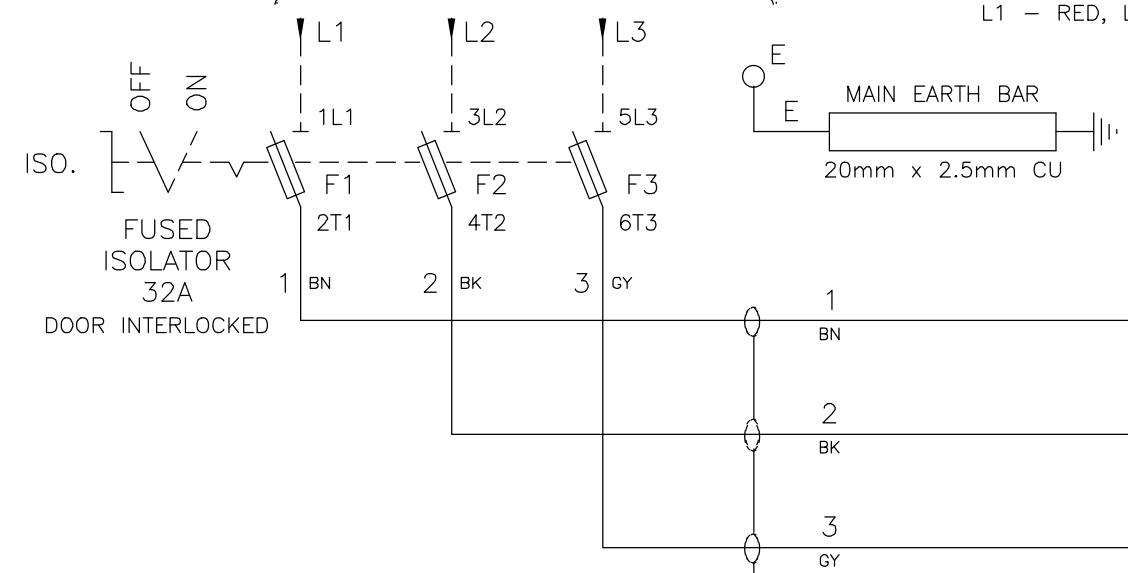 L1 – RED, L
L1
L2
L3
E
OFF
ON
MAIN EARTH BAR
E
1L1
3L2
5L3
ISO.
20mm x 2.5mm CU
F1
F2
F3
2T1
4T2
6T3
FUSED
ISOLATOR
32A
DOOR INTERLOCKED
1 BN
2 BK
3 GY
1
BN
2
BK
3
GY